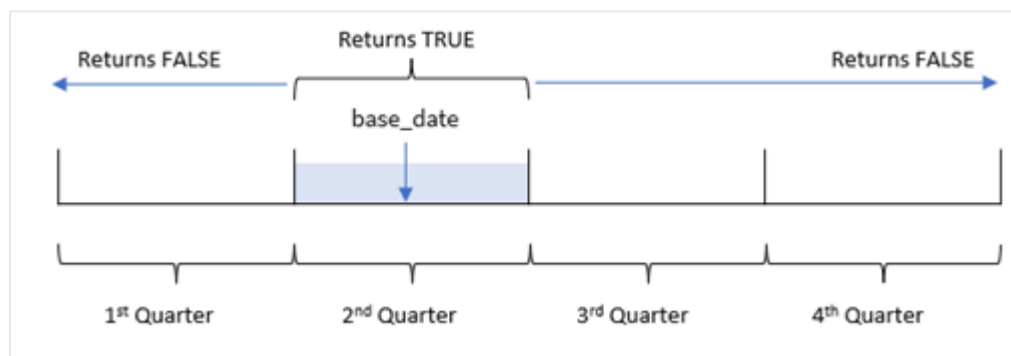 Returns TRUE
Returns FALSE
Returns FALSE
base_date
1st Quarter
2nd Quarter
3rd Quarter
4th Quarter